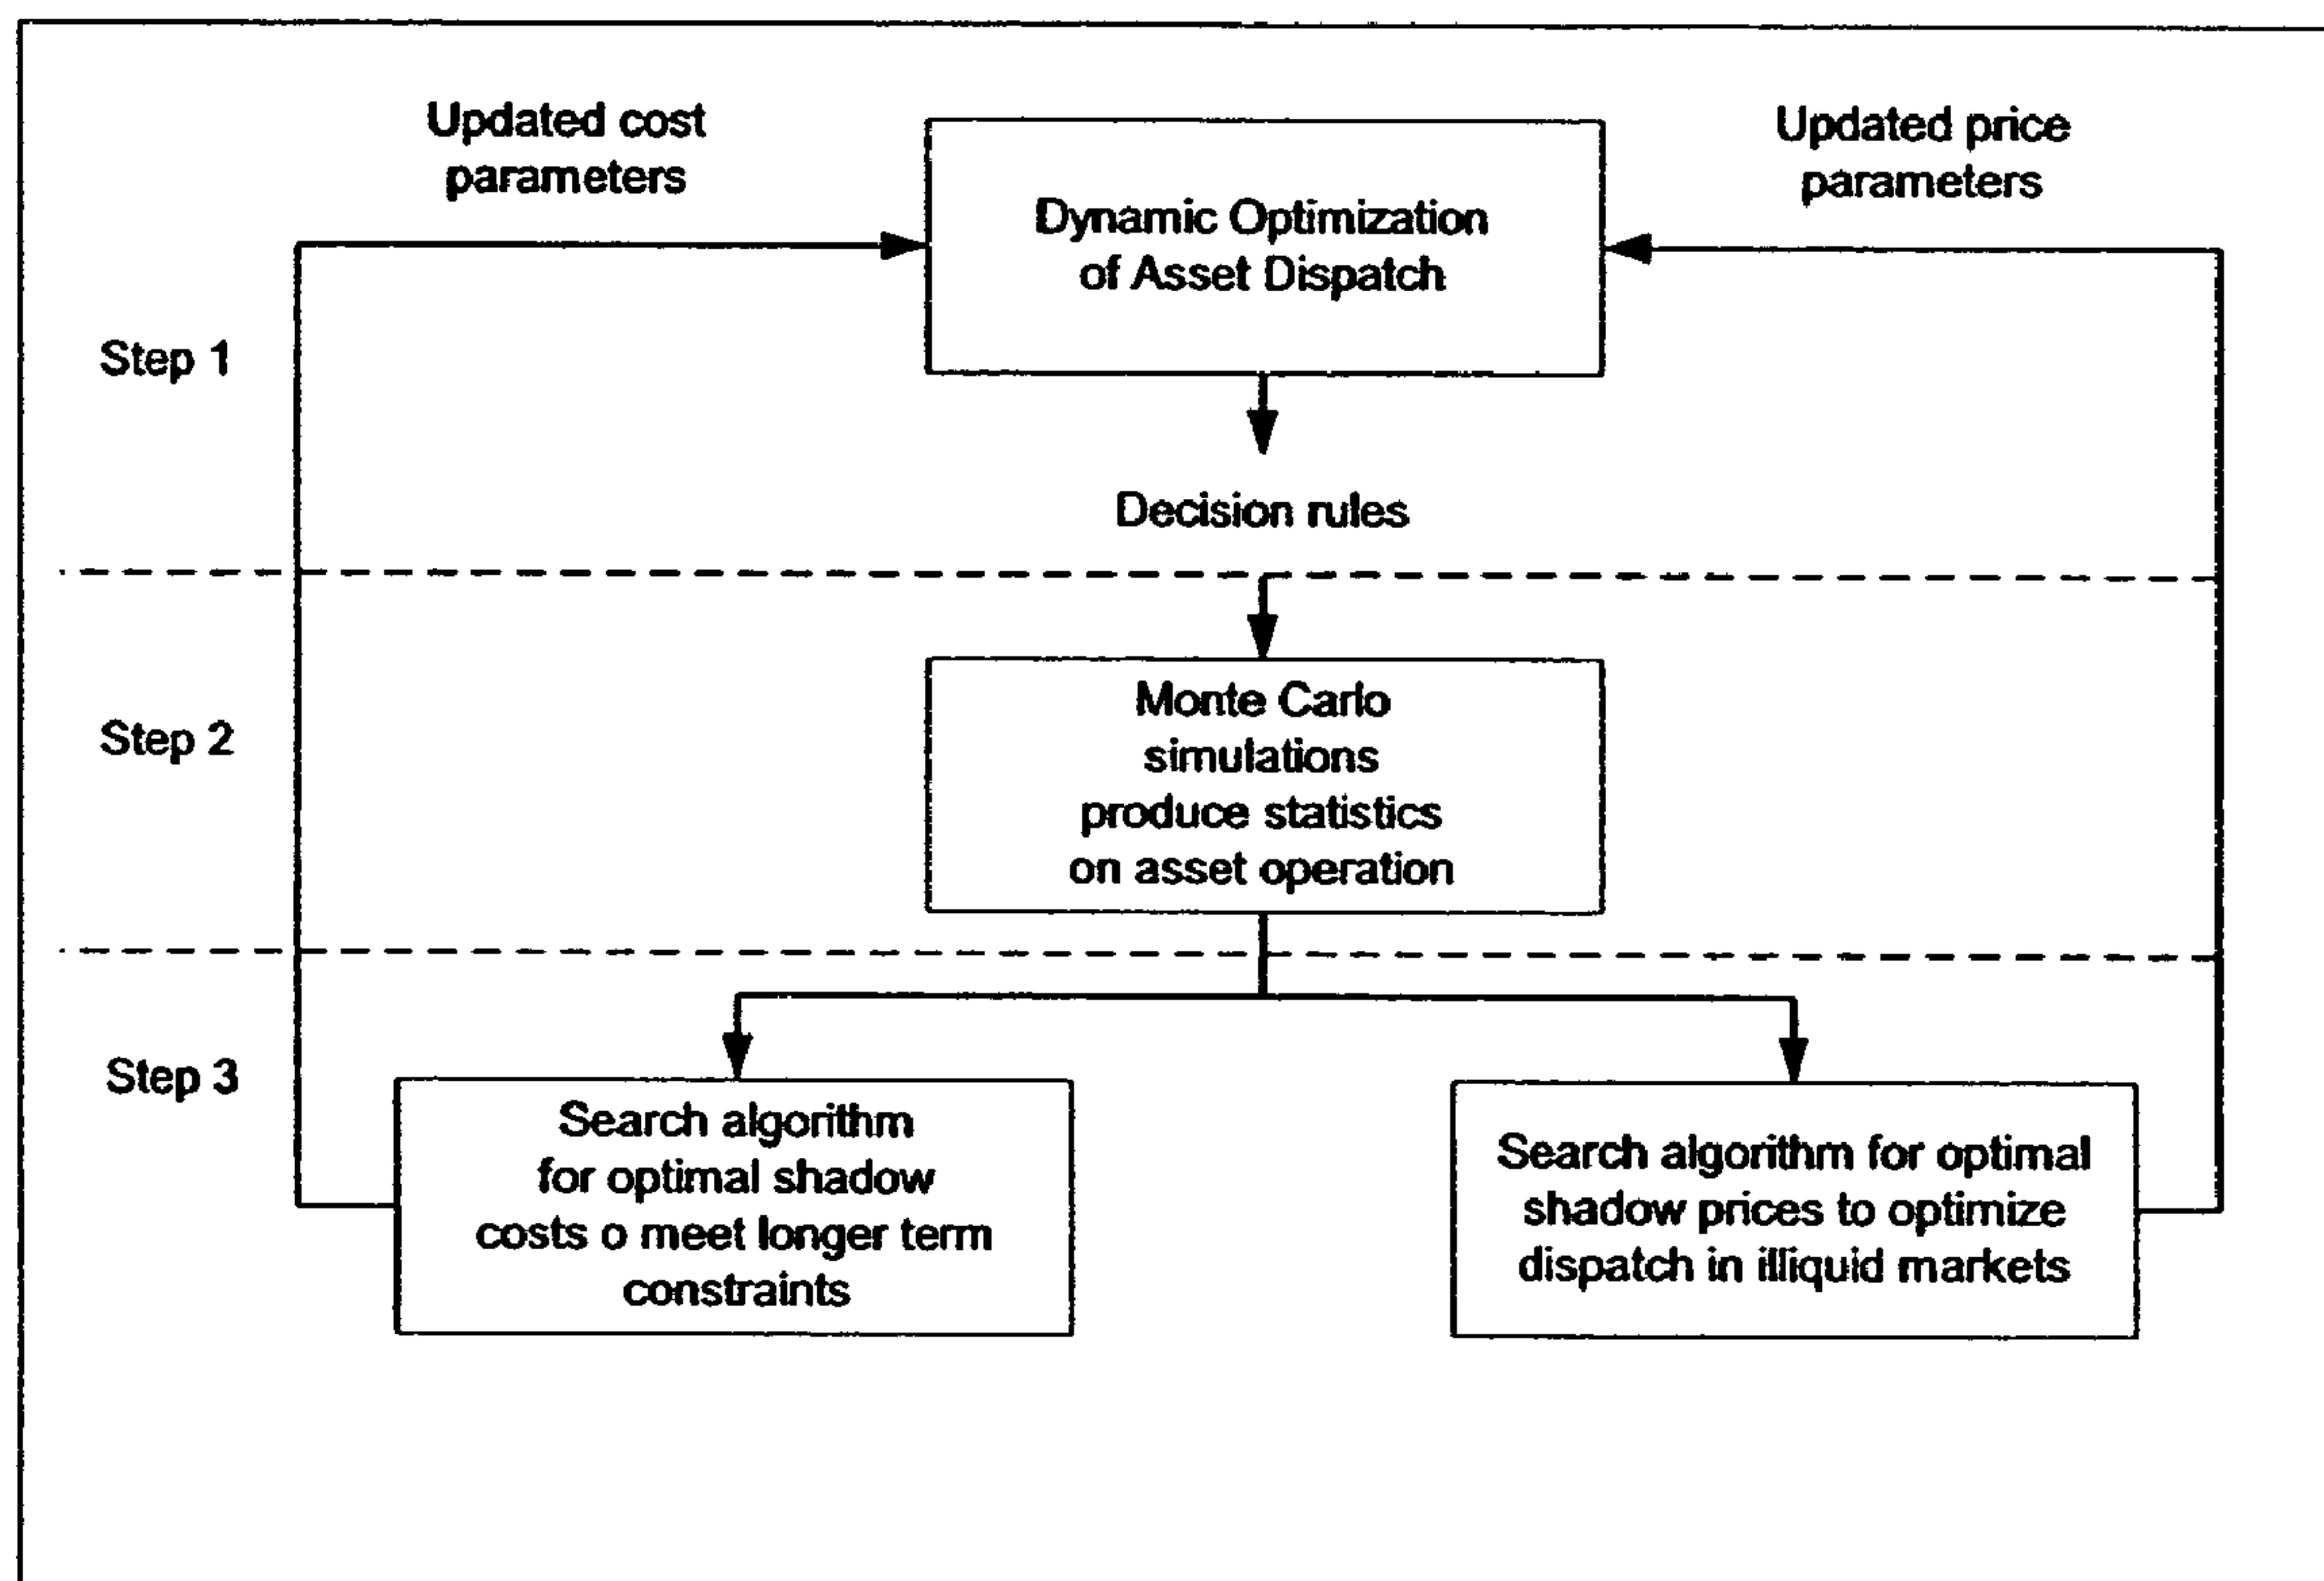 Updated cost
parameters
Updated price
parameters
Dynamic Optimization
of Asset Dispatch
Step 1
Decision rules
Step 2
Monte Carlo
simulations
produce statistics
on asset operation
Step 3
Search algorithm
for optimal shadow
costs o meet longer term
constraints
Search algorithm for optimal
shadow prices to optimize
dispatch in illiquid markets